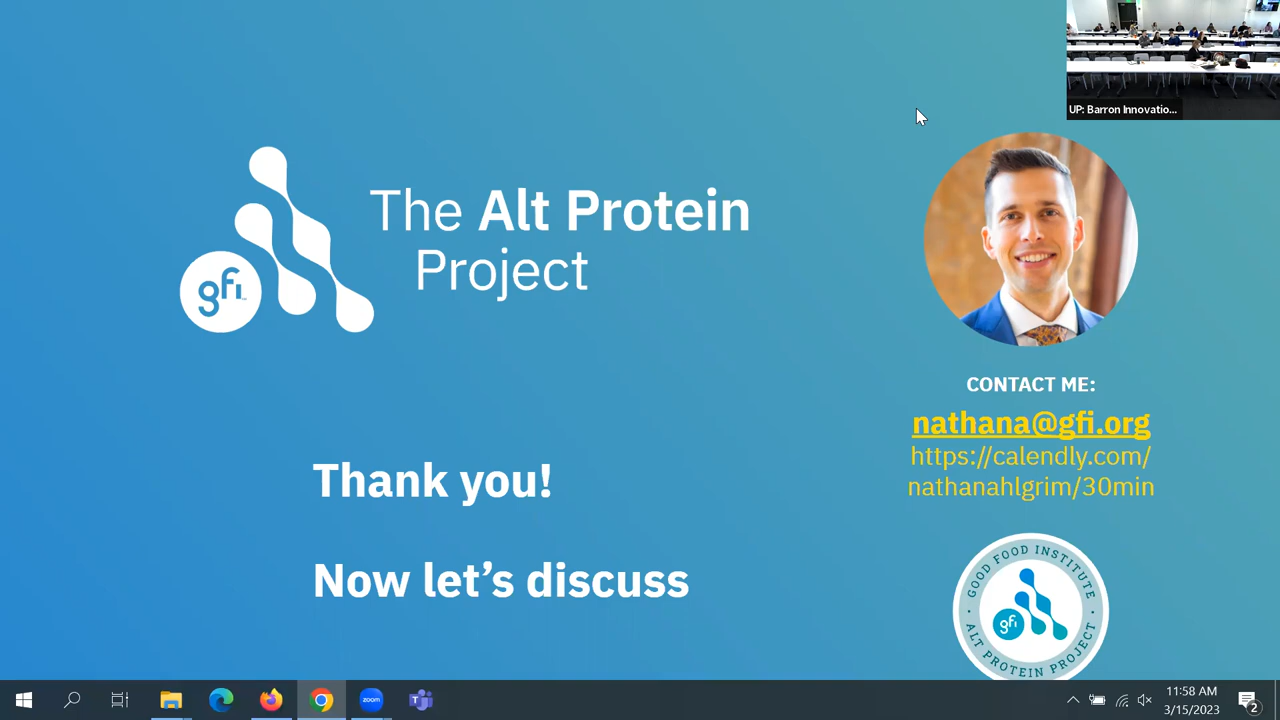 UP: Barron Innovatio...
The Alt Protein
Project
gfi
CONTACT ME:
nathana@gfi.org
https://calendly.com/
nathanahlgrim/30min
Thank you!
Now let’s discuss
GOOD FOOD INSTITUTE
gfi
ALT PROTEIN PROJECT
zoom
11:58 AM
3/15/2023
2